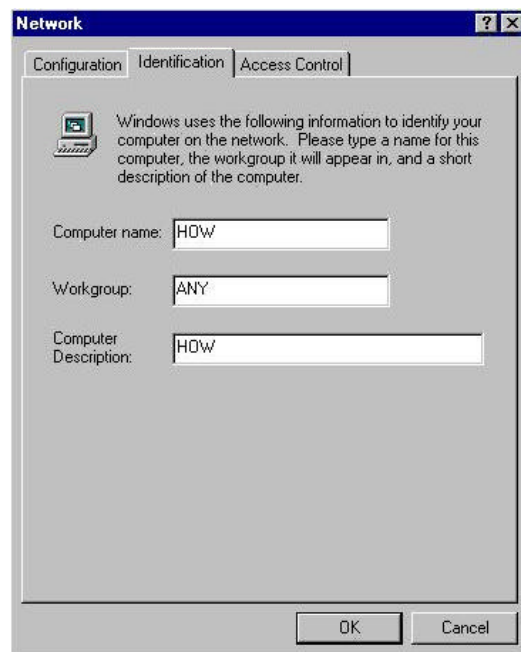 Network
Configuration Identification Access Control
Windows uses the following information to identify your
computer on the network. Please type a name for this
computer, the workgroup it will appear in, and a short
description of the computer.
Computer name: HOW
Workgroup: ANY
Computer
Description: HOW
OK Cancel